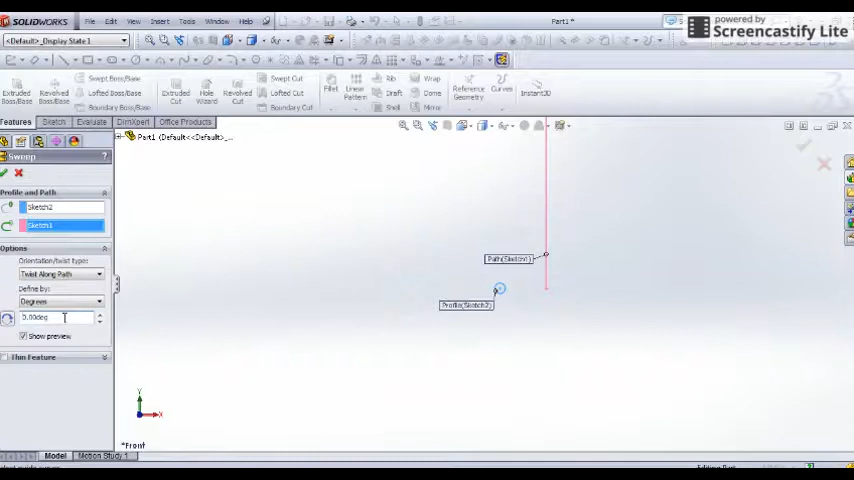 SOLIDWORKS File Edit View Insert Tools Window Help Part1 *
powered by
Screencastify Lite
<Default>_Display State 1
Extruded Boss/Base
Revolved Boss/Base
Swept Boss/Base
Lofted Boss/Base
Boundary Boss/Base
Extruded Cut
Hole Wizard
Revolved Cut
Swept Cut
Lofted Cut
Boundary Cut
Fillet
Linear Pattern
Rib
Draft
Shell
Wrap
Dome
Mirror
Reference Geometry
Curves
Instant3D
Features Sketch Evaluate DimXpert Office Products
Part1 (Default<<Default>_...
Sweep ?
Profile and Path
Sketch2
Sketch1
Options
Orientation/twist type:
Twist Along Path
Define by:
Degrees
0.00deg
Show preview
Thin Feature
Path(Sketch1)
Profile(Sketch2)
Y
X
*Front
Model Motion Study 1
Editing Part